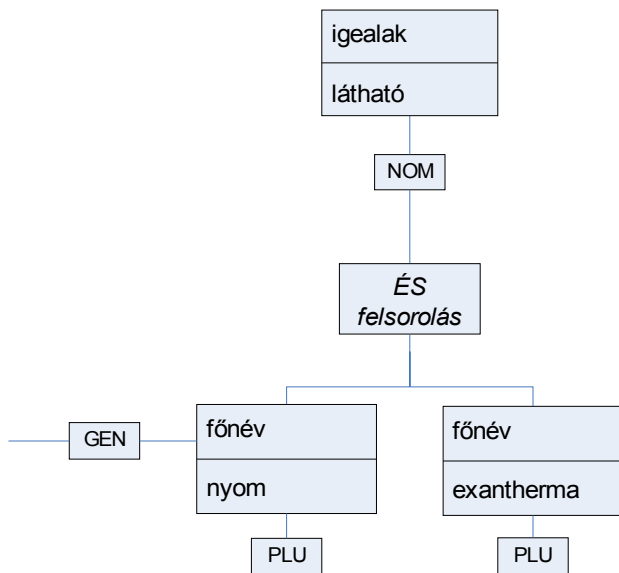 igealak
látható
NOM
ÉS
felsorolás
GEN
főnév
nyom
főnév
exantherma
PLU
PLU